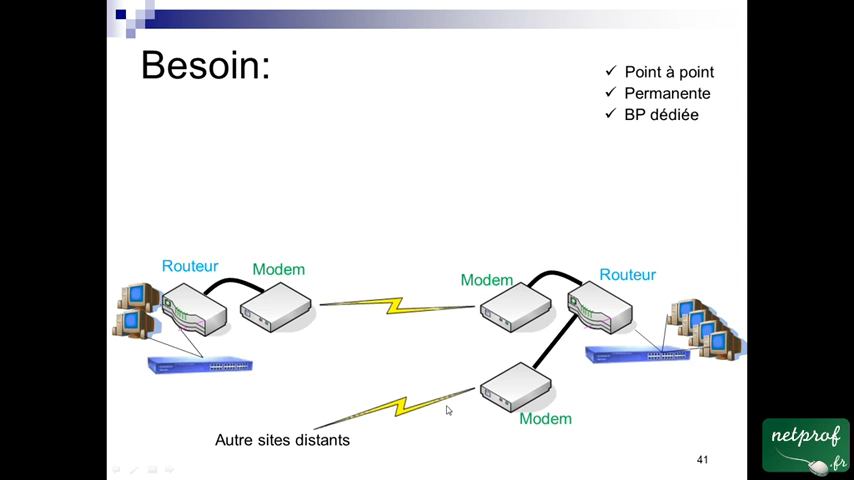 Besoin:
✓ Point à point
✓ Permanente
✓ BP dédiée
Routeur
Modem
Modem
Routeur
Modem
Autre sites distants
41
netprof
.fr